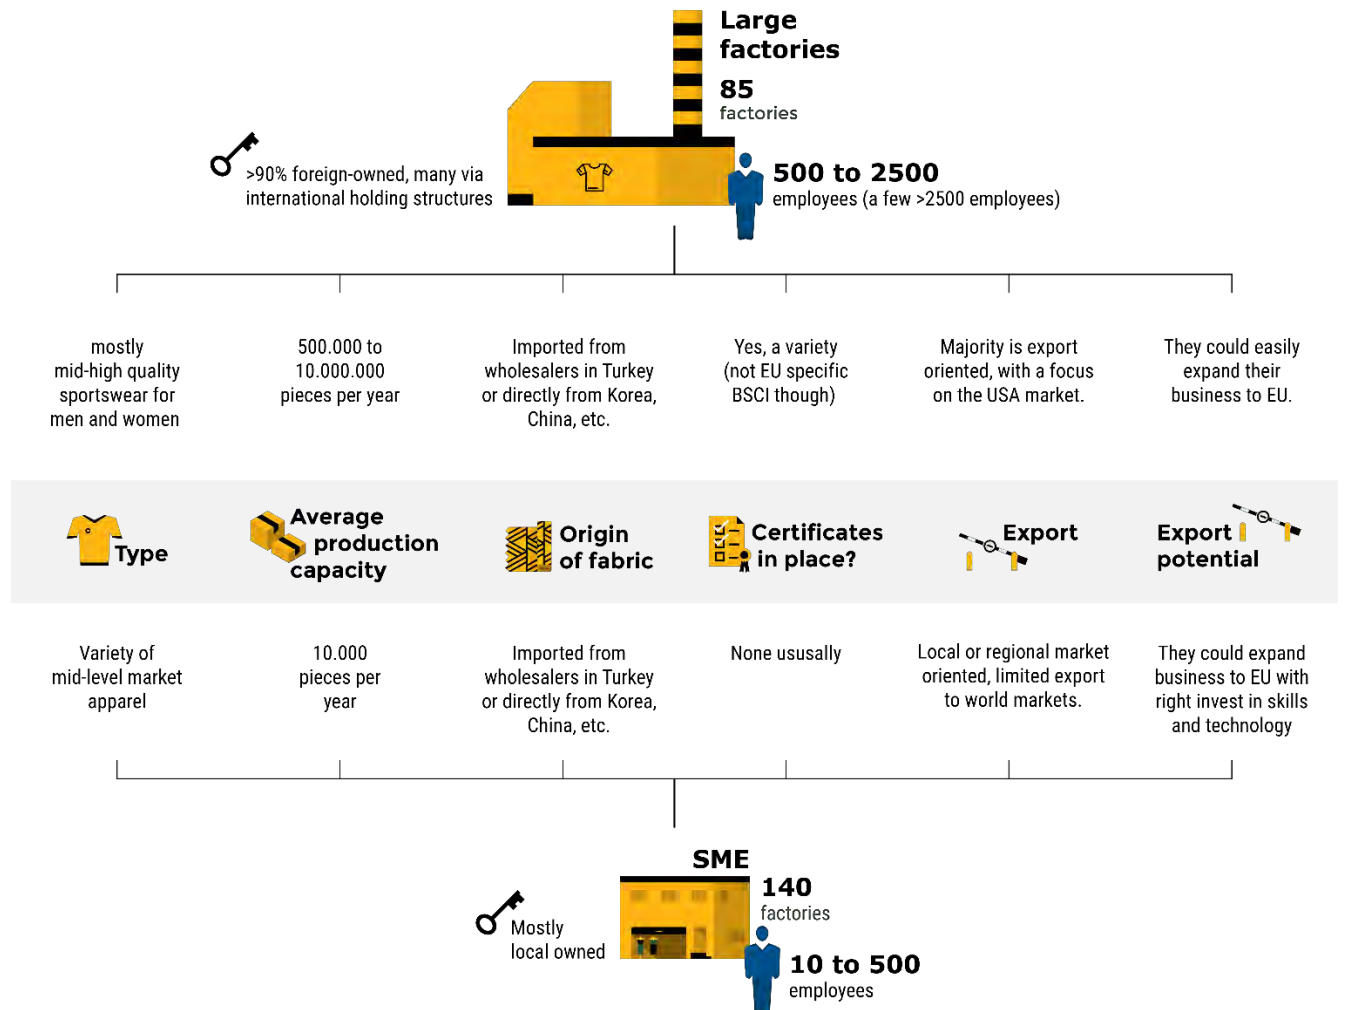 Large
factories
85
factories
>90% foreign-owned, many via
international holding structures
500 to 2500
employees (a few >2500 employees)
mostly
mid-high quality
sportswear for
men and women
500.000 to
10.000.000
pieces per year
Imported from
wholesalers in Turkey
or directly from Korea,
China, etc.
Yes, a variety
(not EU specific
BSCI though)
Majority is export
oriented, with a focus
on the USA market.
They could easily
expand their
business to EU.
Type
Average
production
capacity
Origin
of fabric
Certificates
in place?
Export
Export
potential
Variety of
mid-level market
apparel
10.000
pieces per
year
Imported from
wholesalers in Turkey
or directly from Korea,
China, etc.
None ususally
Local or regional market
oriented, limited export
to world markets.
They could expand
business to EU with
right invest in skills
and technology
SME
140
factories
Mostly
local owned
10 to 500
employees